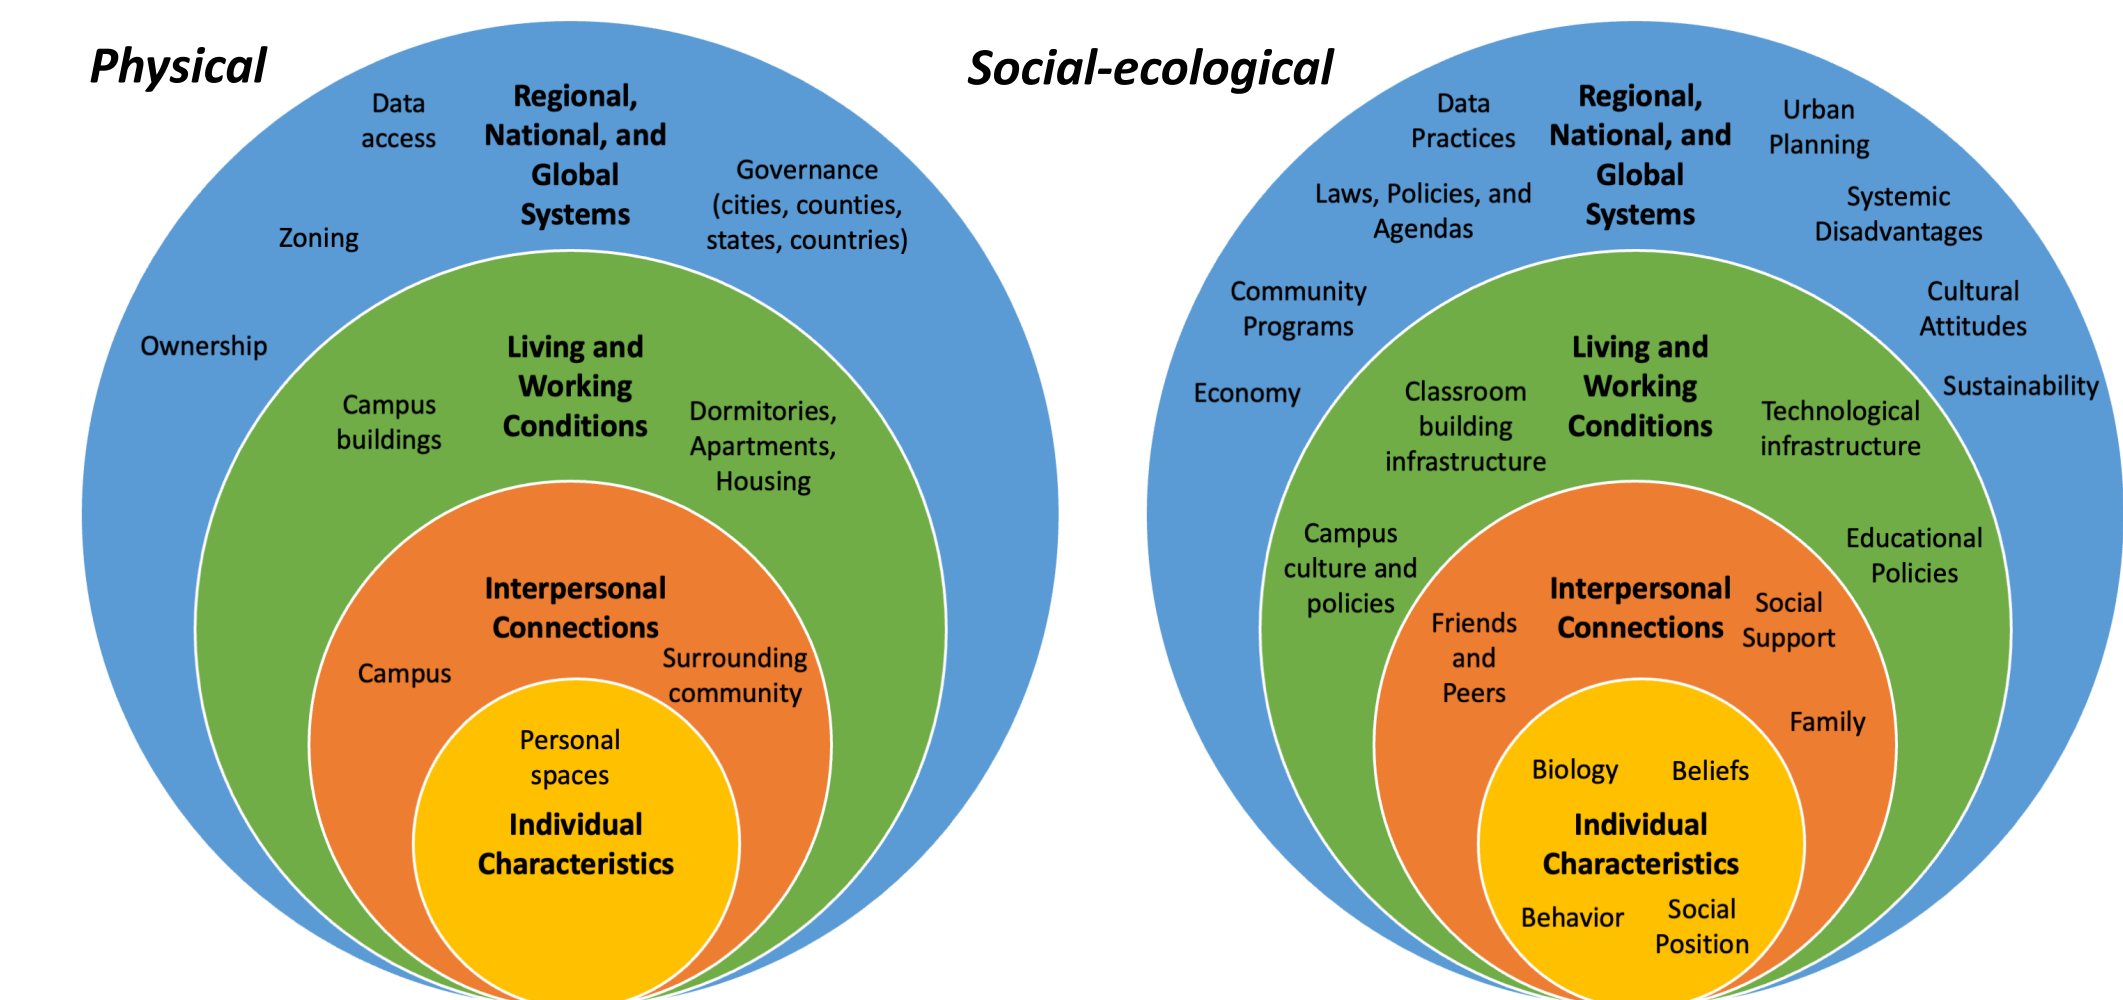 Physical
Data
access
Regional,
National, and
Global
Systems
Governance
(cities, counties,
states, countries)
Zoning
Ownership
Living and
Working
Conditions
Campus
buildings
Dormitories,
Apartments,
Housing
Interpersonal
Connections
Campus
Surrounding
community
Personal
spaces
Individual
Characteristics
Social-ecological
Data
Practices
Regional,
National, and
Global
Systems
Urban
Planning
Laws, Policies, and
Agendas
Systemic
Disadvantages
Community
Programs
Cultural
Attitudes
Economy
Sustainability
Living and
Working
Conditions
Classroom
building
infrastructure
Technological
infrastructure
Campus
culture and
policies
Educational
Policies
Interpersonal
Connections
Friends
and
Peers
Social
Support
Family
Biology
Beliefs
Individual
Characteristics
Behavior
Social
Position